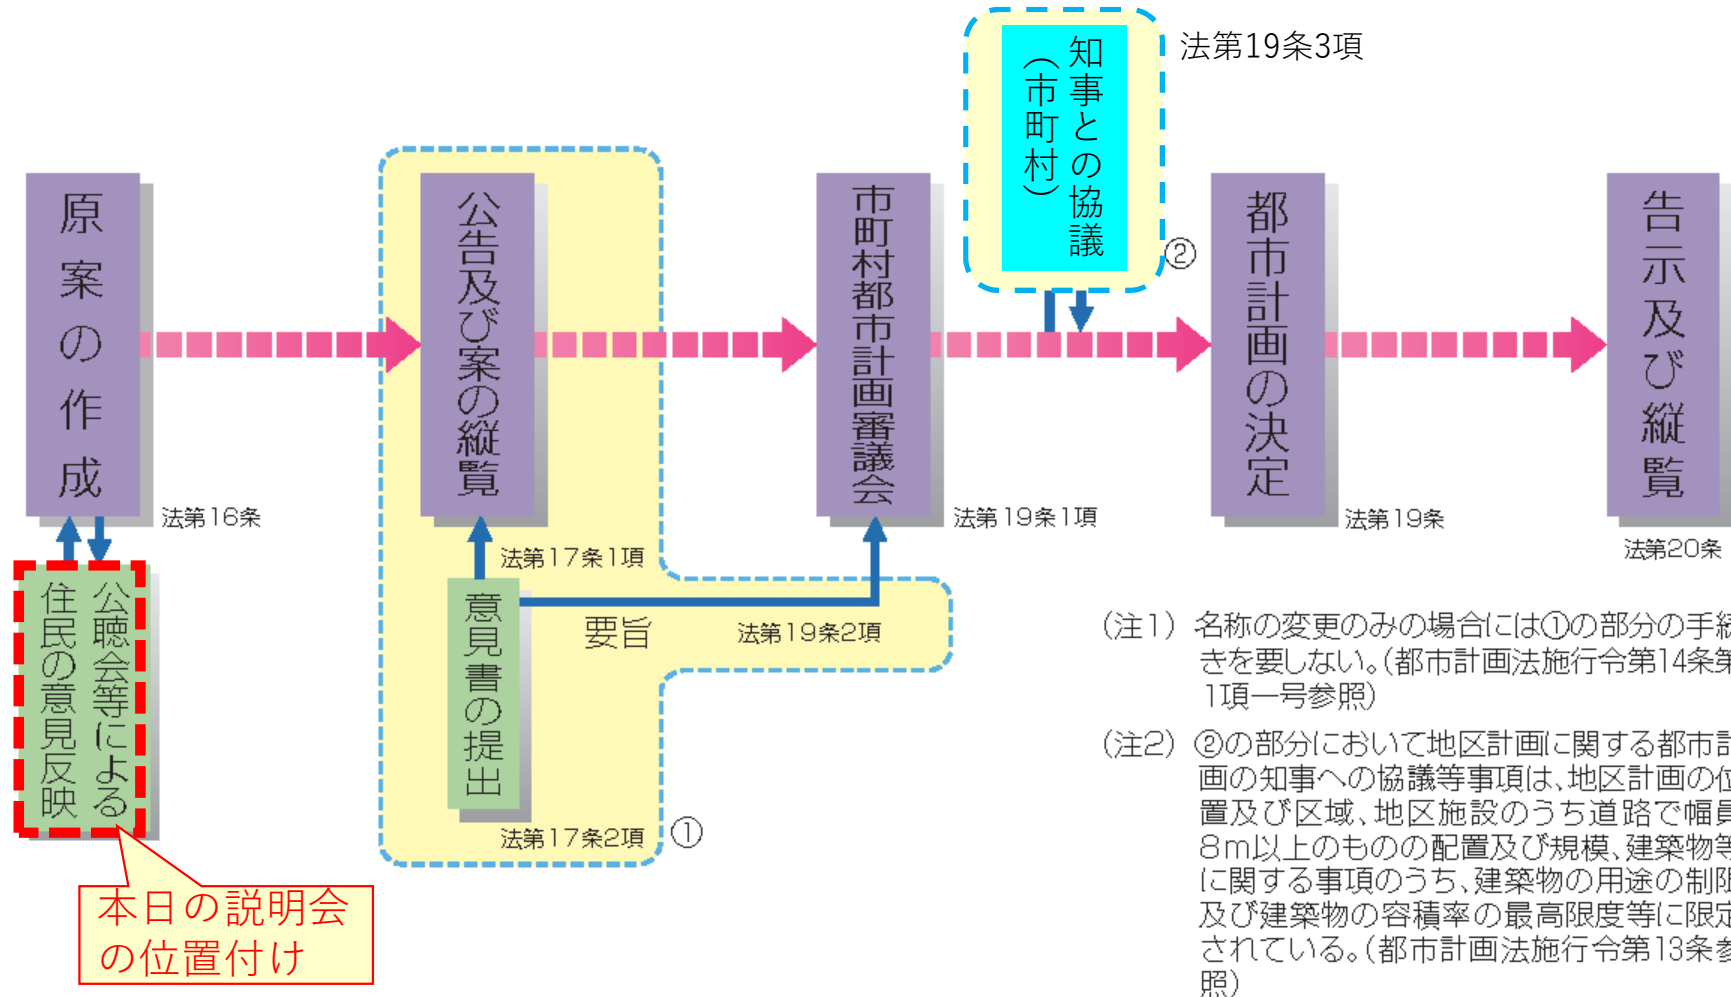 原案の作成
法第16条
公聴会等による
住民の意見反映
本日の説明会
の位置付け
公告及び案の縦覧
法第17条1項
意見書の提出
法第17条2項
①
要旨
法第19条2項
市町村都市計画審議会
法第19条1項
知事との協議
（市町村）
法第19条3項
②
都市計画の決定
法第19条
告示及び縦覧
法第20条
（注1）名称の変更のみの場合には①の部分の手続
きを要しない。（都市計画法施行令第14条第
1項一号参照）
（注2）②の部分において地区計画に関する都市計
画の知事への協議等事項は、地区計画の位
置及び区域、地区施設のうち道路で幅員
8m以上のものの配置及び規模、建築物等
に関する事項のうち、建築物の用途の制限
及び建築物の容積率の最高限度等に限定
されている。（都市計画法施行令第13条参
照）